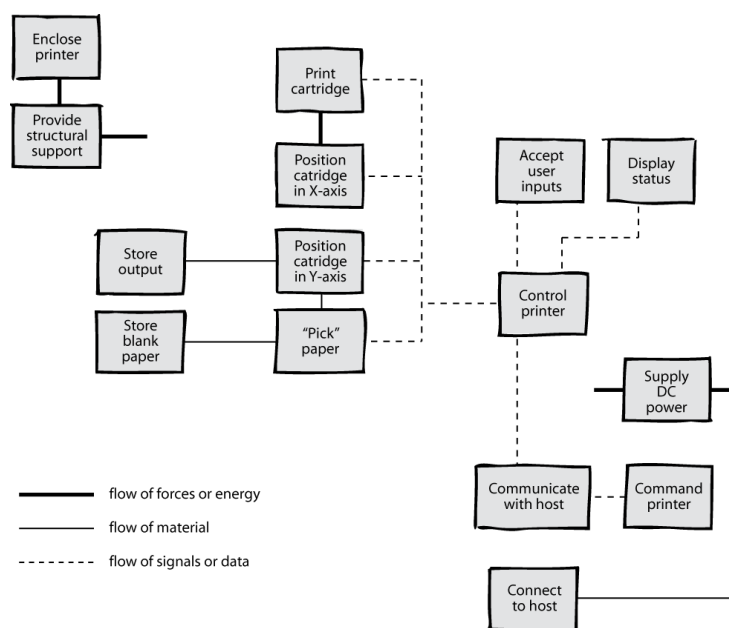 Enclose
printer
Provide
structural
support
Print
cartridge
Position
catridge
in X-axis
Accept
user
inputs
Display
status
Store
output
Position
catridge
in Y-axis
Control
printer
Store
blank
paper
“Pick”
paper
Supply
DC
power
Communicate
with host
Command
printer
Connect
to host
flow of forces or energy
flow of material
flow of signals or data